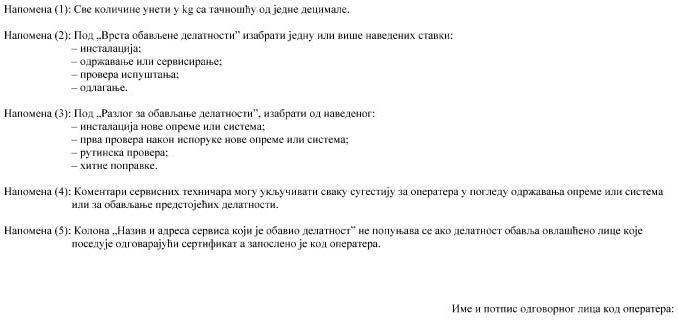 Напомена (1): Све количине унети у kg са тачношћу од једне децимале.
Напомена (2): Под „Врста обављене делатности” изабрати једну или више наведених ставки:
– инсталација;
– одржавање или сервисирање;
– провера испуштања;
– одлагање.
Напомена (3): Под „Разлог за обављање делатности”, изабрати од наведеног:
– инсталација нове опреме или система;
– прва провера након испоруке нове опреме или система;
– рутинска провера;
– хитне поправке.
Напомена (4): Коментари сервисних техничара могу укључивати сваку сугестију за оператера у погледу одржавања опреме или система
или за обављање предстојећих делатности.
Напомена (5): Колона „Назив и адреса сервиса који је обавио делатност” не попуњава се ако делатност обавља овлашћено лице које
поседује одговарајући сертификат а запослено је код оператера.
Име и потпис одговорног лица код оператера: